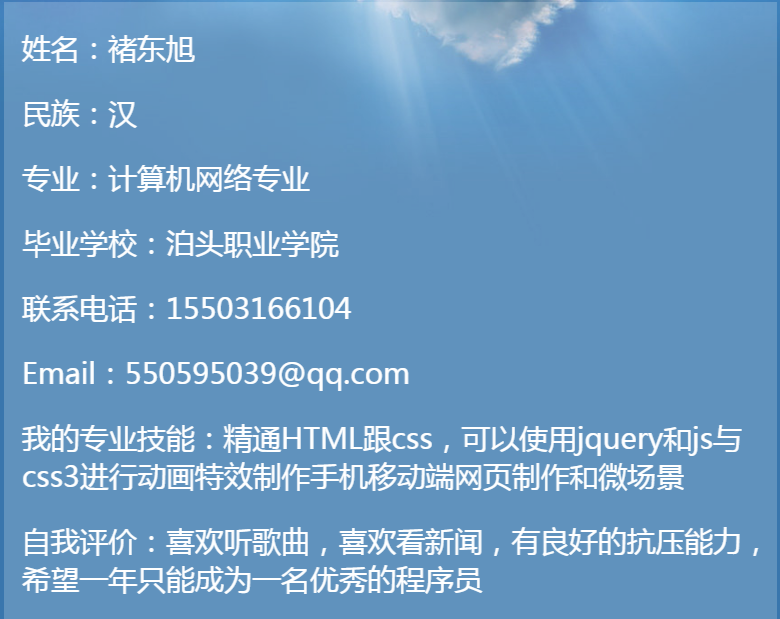 姓名：褚东旭
民族：汉
专业：计算机网络专业
毕业学校：泊头职业学院
联系电话：15503166104
Email：550595039@qq.com
我的专业技能：精通HTML跟css，可以使用jquery和js与
css3进行动画特效制作手机移动端网页制作和微场景
自我评价：喜欢听歌曲，喜欢看新闻，有良好的抗压能力，
希望一年只能成为一名优秀的程序员